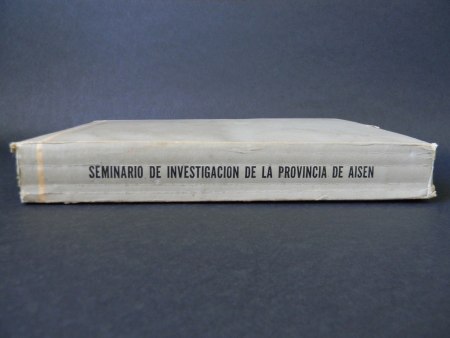 SEMINARIO DE INVESTIGACION DE LA PROVINCIA DE AISEN